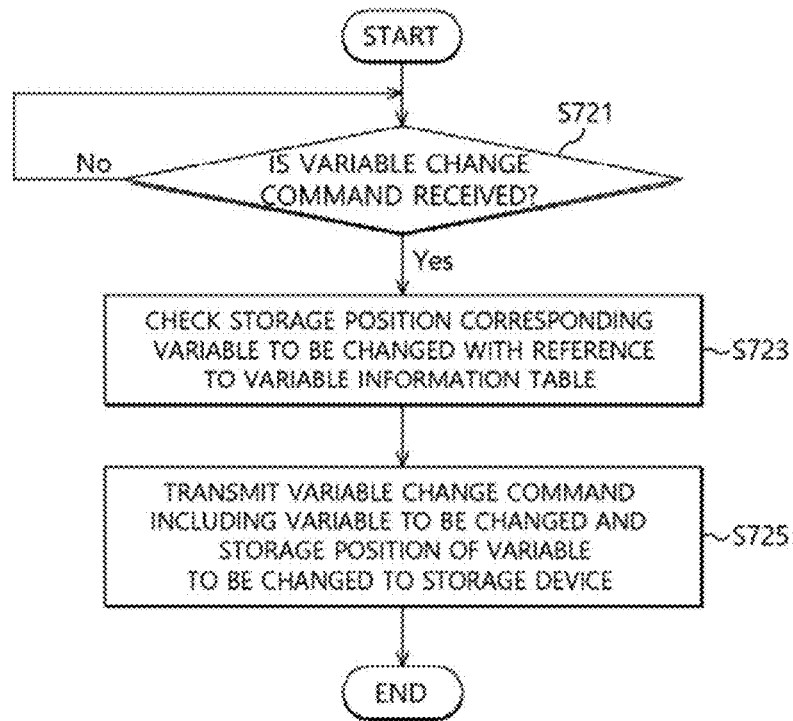 START
S721
IS VARIABLE CHANGE
COMMAND RECEIVED?
No
Yes
CHECK STORAGE POSITION CORRESPONDING
VARIABLE TO BE CHANGED WITH REFERENCE
TO VARIABLE INFORMATION TABLE
S723
TRANSMIT VARIABLE CHANGE COMMAND
INCLUDING VARIABLE TO BE CHANGED AND
STORAGE POSITION OF VARIABLE
TO BE CHANGED TO STORAGE DEVICE
S725
END